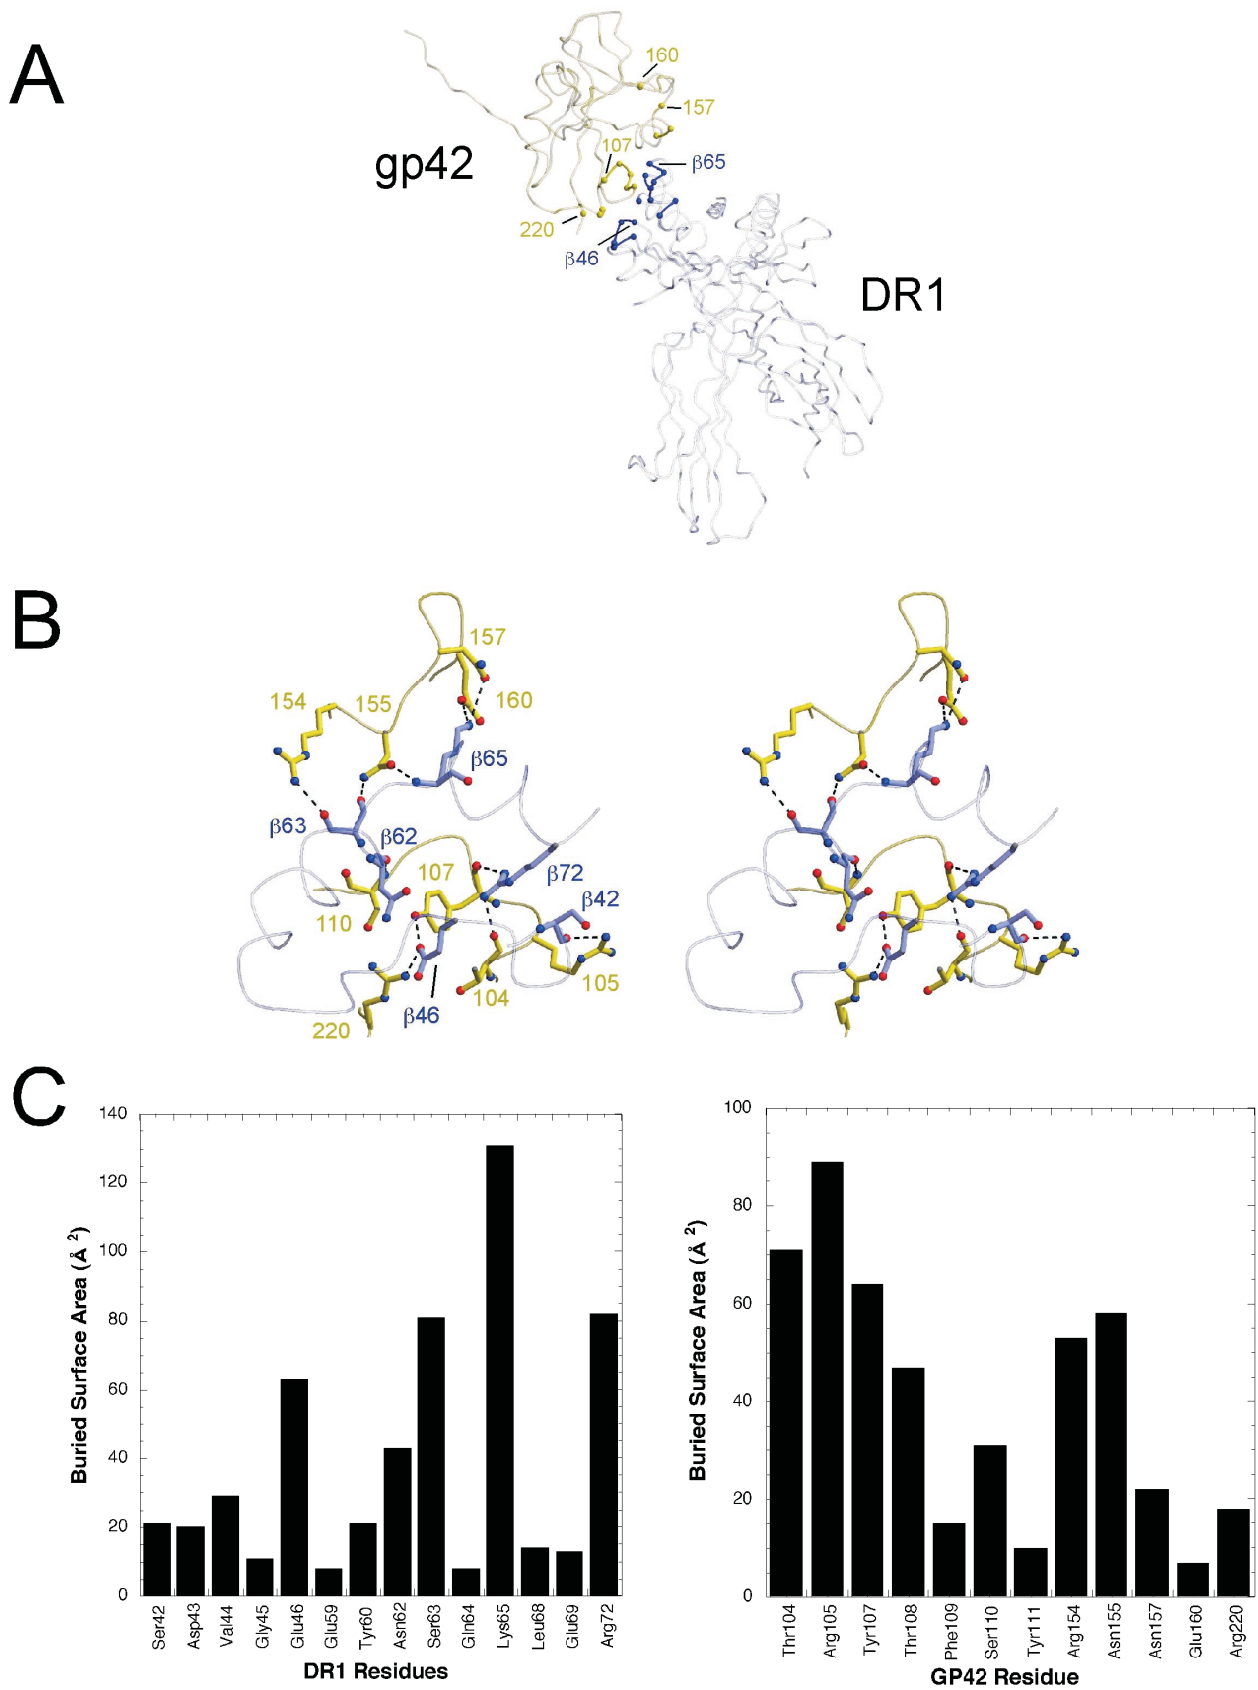 A
gp42
160
157
107
β65
220
β46
DR1
B
157
154
155
160
β65
β63
β62
107
β72
β42
110
105
104
β46
220
C
140
120
100
80
60
40
20
0
Buried Surface Area (Å ²)
Ser42
Asp43
Val44
Gly45
Glu46
Glu59
Tyr60
Asn62
Ser63
Gln64
Lys65
Leu68
Glu69
Arg72
DR1 Residues
100
80
60
40
20
0
Buried Surface Area (Å ²)
Thr104
Arg105
Tyr107
Thr108
Phe109
Ser110
Tyr111
Arg154
Asn155
Asn157
Glu160
Arg220
GP42 Residue